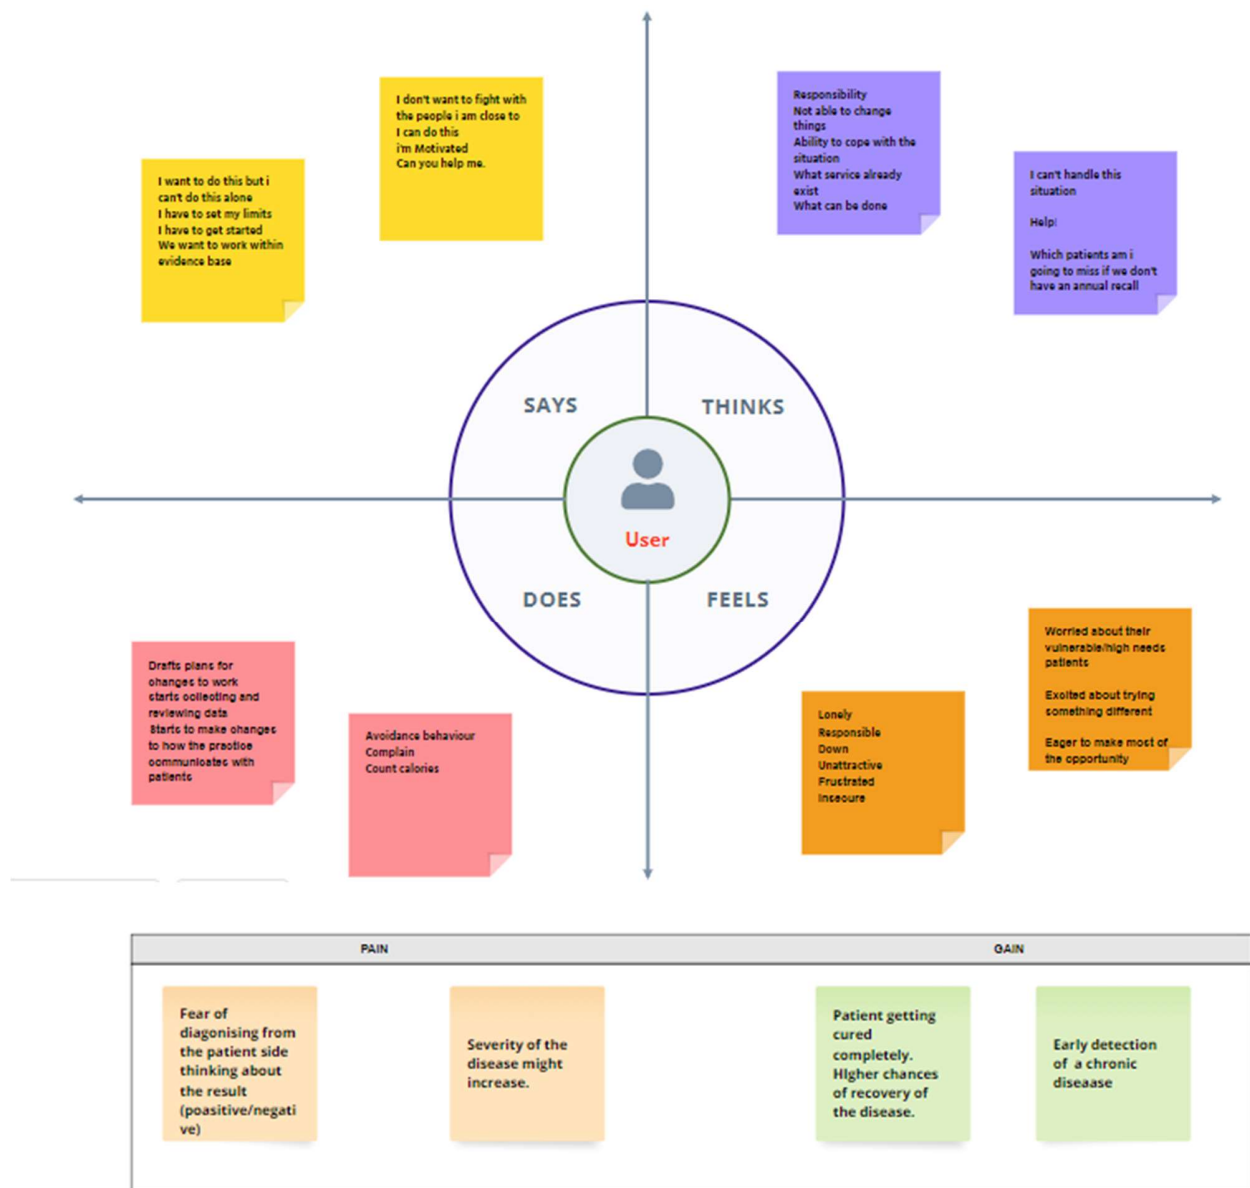 I don't want to fight with
the people i am close to
I can do this
i'm Motivated
Can you help me.
I want to do this but i
can't do this alone
I have to set my limits
I have to get started
We want to work within
evidence base
Responsibility
Not able to change
things
Ability to cope with the
situation
What service already
exist
What can be done
I can't handle this
situation
Help!
Which patients am i
going to miss if we don't
have an annual recall
SAYS
THINKS
User
DOES
FEELS
Drafts plans for
changes to work
starts collecting and
reviewing data
Starts to make changes
to how the practice
communicates with
patients
Avoidance behaviour
Complain
Count calories
Lonely
Responsible
Down
Unattractive
Frustrated
Insecure
Worried about their
vulnerable/high needs
patients
Excited about trying
something different
Eager to make most of
the opportunity
PAIN
GAIN
Fear of
diagonising from
the patient side
thinking about
the result
(poasitive/negati
ve)
Severity of the
disease might
increase.
Patient getting
cured
completely.
HIgher chances
of recovery of
the disease.
Early detection
of a chronic
diseaase